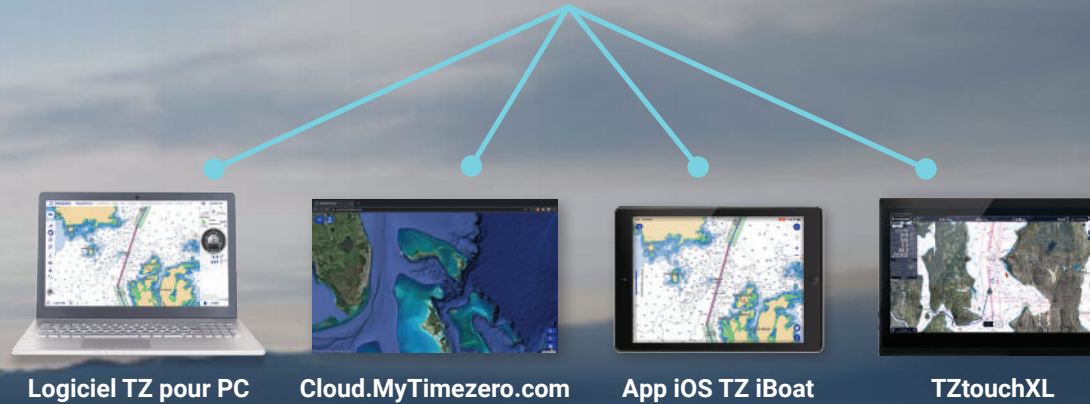 Logiciel TZ pour PC
Cloud.MyTimezero.com
App iOS TZ iBoat
TZtouchXL